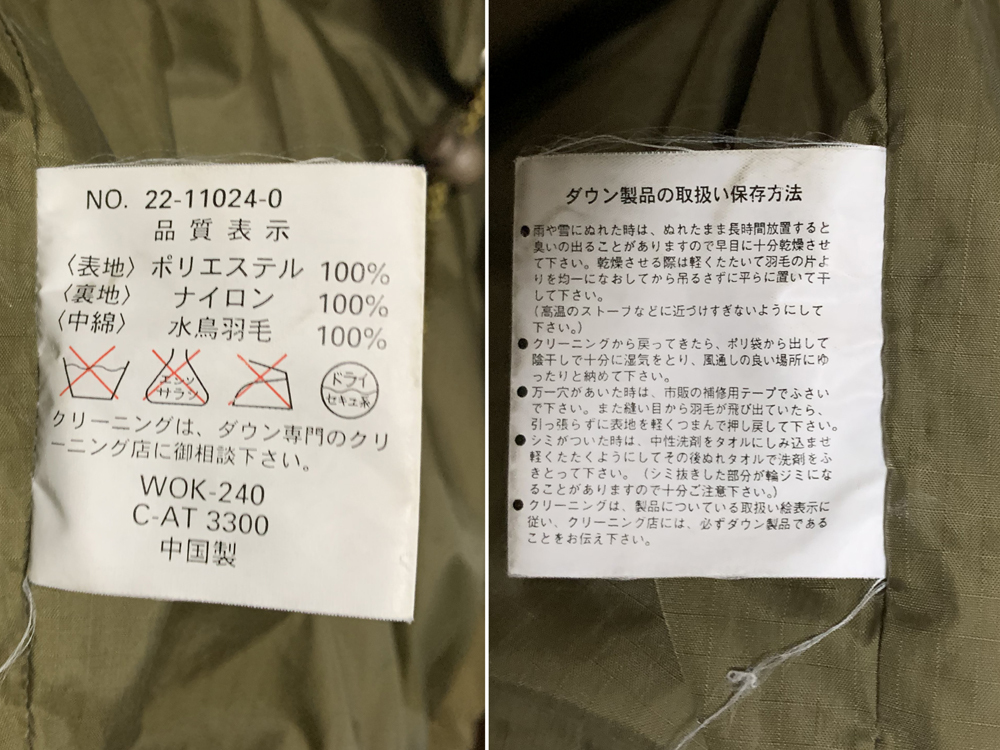 NO. 22-11024-0
品質表示
〈表地〉ポリエステル 100%
〈裏地〉ナイロン 100%
〈中綿〉水鳥羽毛 100%
エンソ
サラシ
ドライ
セキユ系
クリーニングは、ダウン専門のクリ
ーニング店に御相談下さい。
WOK-240
C-AT 3300
中国製
ダウン製品の取扱い保存方法
●雨や雪にぬれた時は、ぬれたまま長時間放置すると
臭いの出ることがありますので早目に十分乾燥させ
て下さい。乾燥させる際は軽くたたいて羽毛の片よ
りを均一になおしてから吊るさずに平らに置いて干
して下さい。
(高温のストーブなどに近づけすぎないようにして
下さい。)
●クリーニングから戻ってきたら、ポリ袋から出して
陰干しで十分に湿気をとり、風通しの良い場所にゆ
ったりと納めて下さい。
●万一穴があいた時は、市販の補修用テープでふさい
で下さい。また縫い目から羽毛が飛び出ていたら、
引っ張らずに表地を軽くつまんで押し戻して下さい。
●シミがついた時は、中性洗剤をタオルにしみ込ませ
軽くたたくようにしてその後ぬれタオルで洗剤をふ
きとって下さい。(シミ抜きした部分が輪ジミにな
ることがありますので十分ご注意下さい。)
●クリーニングは、製品についている取扱い絵表示に
従い、クリーニング店には、必ずダウン製品である
ことをお伝え下さい。